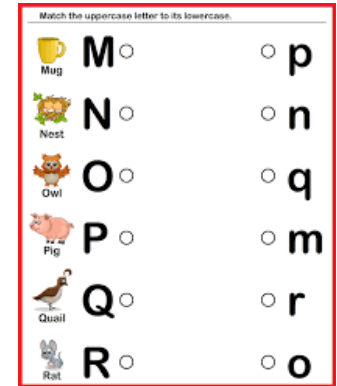 Match the uppercase letter to its lowercase.
Mug M p
Nest N n
Owl O q
Pig P m
Quail Q r
Rat R o